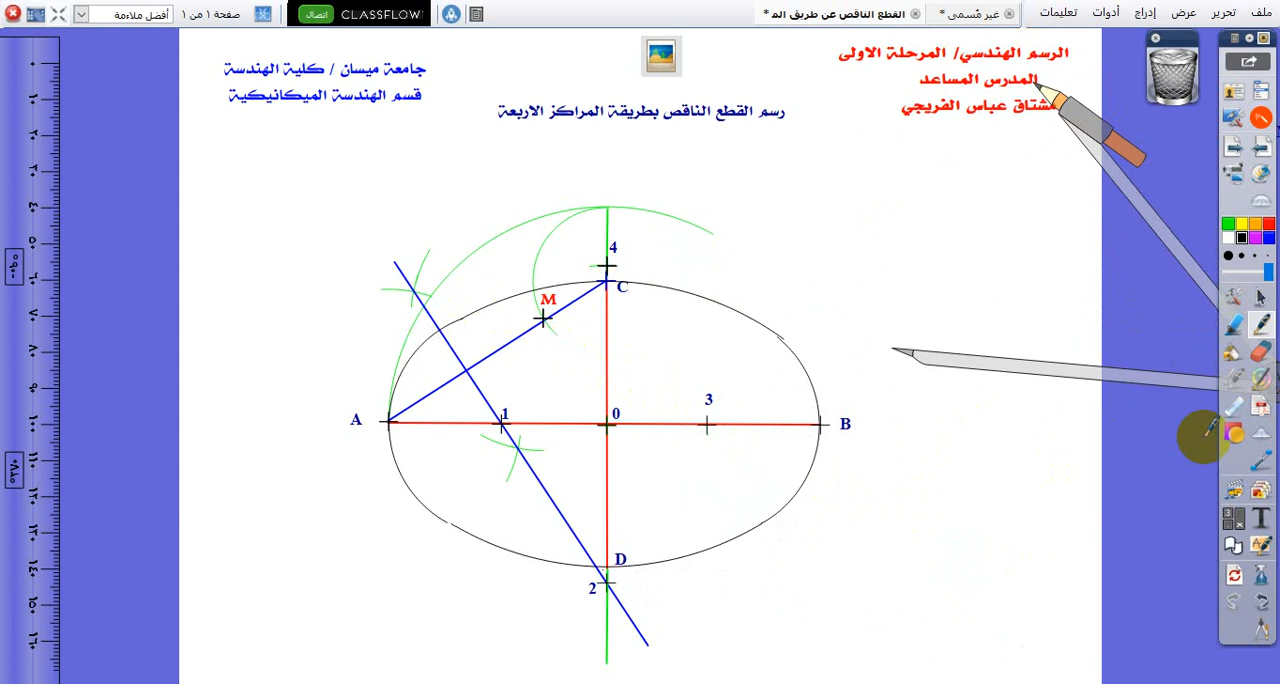 ملف تحرير عرض إدراج أدوات تعليمات
غير مُسمى *
القطع الناقص عن طريق الم *
CLASSFLOW اتصال
صفحة ١ من ١
أفضل ملاءمة
الرسم الهندسي/ المرحلة الاولى
المدرس المساعد
مشتاق عباس الفريجي
جامعة ميسان / كلية الهندسة
قسم الهندسة الميكانيكية
رسم القطع الناقص بطريقة المراكز الاربعة
4
C
M
A
1
0
3
B
D
2